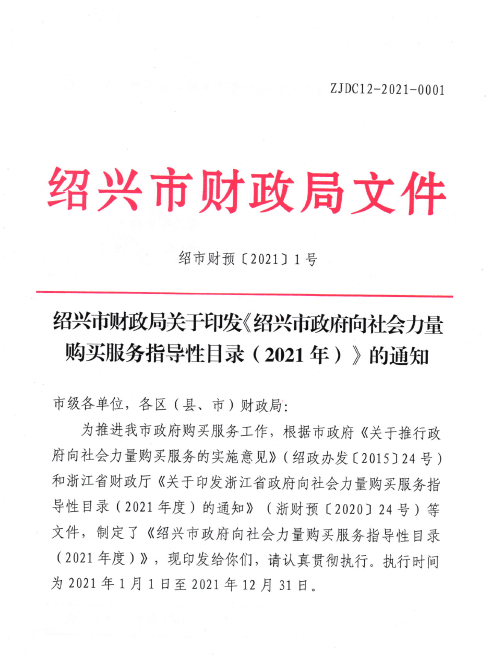 ZJDC12-2021-0001
绍兴市财政局文件
绍市财预〔2021〕1号
绍兴市财政局关于印发《绍兴市政府向社会力量
购买服务指导性目录（2021年）》的通知
市级各单位，各区（县、市）财政局：
为推进我市政府购买服务工作，根据市政府《关于推行政
府向社会力量购买服务的实施意见》（绍政办发〔2015〕24号）
和浙江省财政厅《关于印发浙江省政府向社会力量购买服务指
导性目录（2021年度）的通知》（浙财预〔2020〕24号）等
文件，制定了《绍兴市政府向社会力量购买服务指导性目录
（2021年度）》，现印发给你们，请认真贯彻执行。执行时间
为2021年1月1日至2021年12月31日。